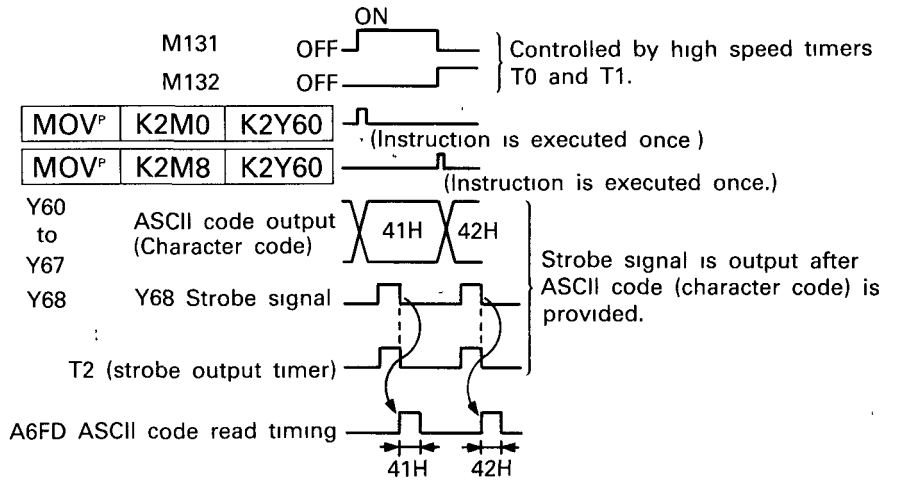 ON
M131 OFF Controlled by high speed timers
M132 OFF T0 and T1.
MOVP K2M0 K2Y60
(Instruction is executed once )
MOVP K2M8 K2Y60
(Instruction is executed once.)
Y60
to
Y67
ASCII code output
(Character code)
41H 42H
Y68 Y68 Strobe signal
Strobe signal is output after
ASCII code (character code) is
provided.
T2 (strobe output timer)
A6FD ASCII code read timing
41H 42H